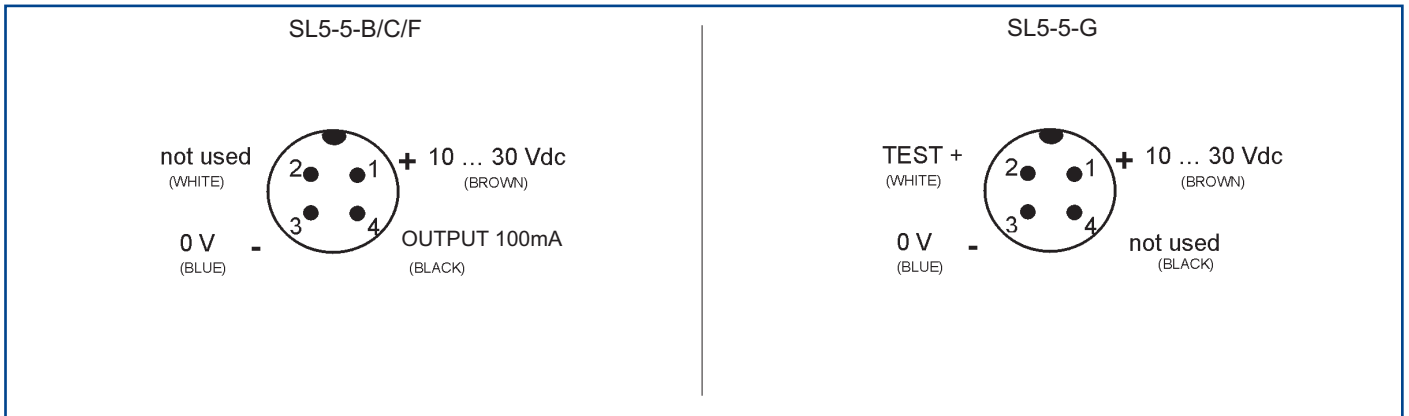 SL5-5-B/C/F
not used
(WHITE)
2
1
+ 10 ... 30 Vdc
(BROWN)
3
4
0 V -
(BLUE)
OUTPUT 100mA
(BLACK)
SL5-5-G
TEST +
(WHITE)
2
1
+ 10 ... 30 Vdc
(BROWN)
3
4
0 V -
(BLUE)
not used
(BLACK)